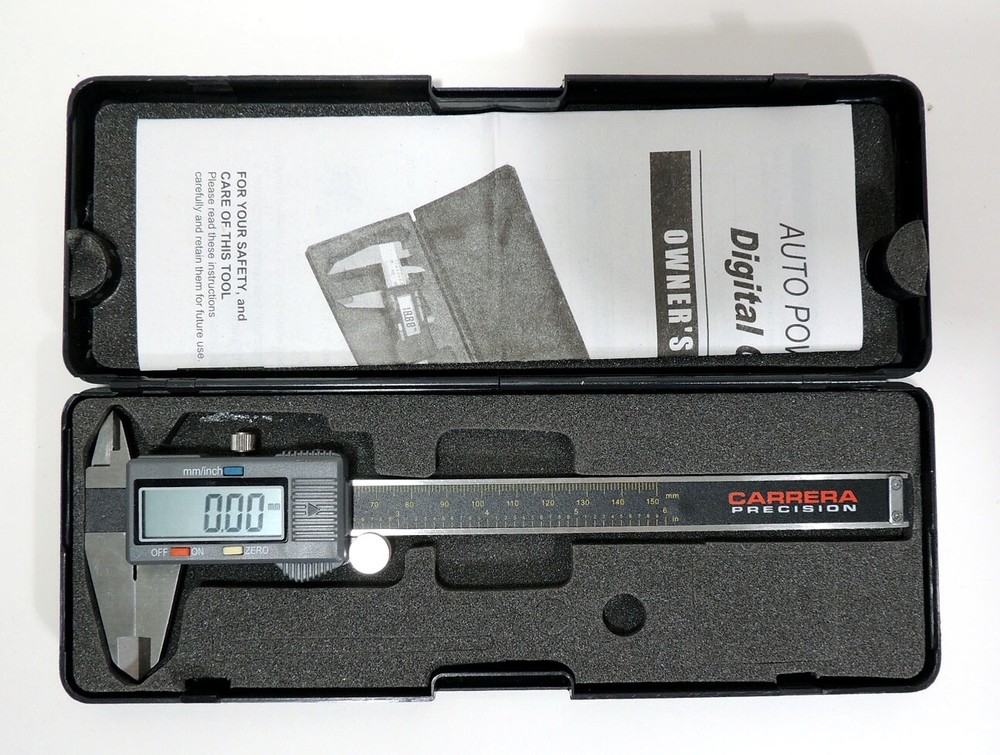 AUTO POW
Digital C
OWNER'S
FOR YOUR SAFETY, and
CARE OF THIS TOOL
Please read these instructions
carefully and retain them for future use.
mm/inch
0.00 mm
OFF ON ZERO
70 80 90 100 110 120 130 140 150 mm
4 5 6 in
CARRERA
PRECISION